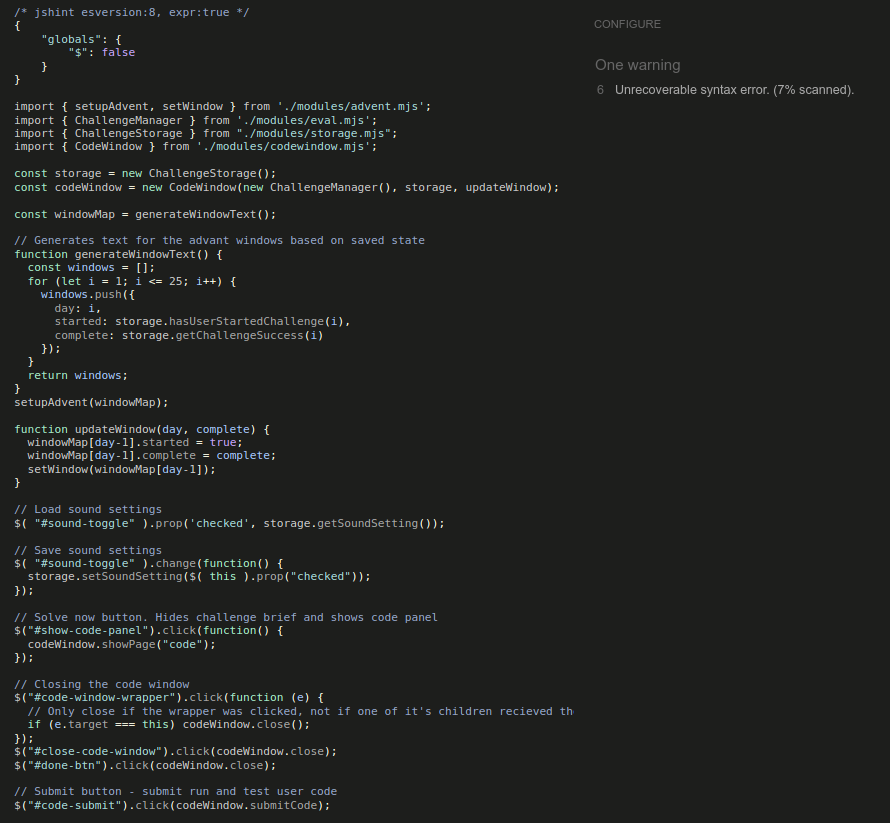 /* jshint esversion:8, expr:true */
{
    "globals": {
        "$": false
    }
}

import { setupAdvent, setWindow } from './modules/advent.mjs';
import { ChallengeManager } from './modules/eval.mjs';
import { ChallengeStorage } from "./modules/storage.mjs";
import { CodeWindow } from './modules/codewindow.mjs';

const storage = new ChallengeStorage();
const codeWindow = new CodeWindow(new ChallengeManager(), storage, updateWindow);

const windowMap = generateWindowText();

// Generates text for the advant windows based on saved state
function generateWindowText() {
  const windows = [];
  for (let i = 1; i <= 25; i++) {
    windows.push({
      day: i,
      started: storage.hasUserStartedChallenge(i),
      complete: storage.getChallengeSuccess(i)
    });
  }
  return windows;
}
setupAdvent(windowMap);

function updateWindow(day, complete) {
  windowMap[day-1].started = true;
  windowMap[day-1].complete = complete;
  setWindow(windowMap[day-1]);
}

// Load sound settings
$( "#sound-toggle" ).prop('checked', storage.getSoundSetting());

// Save sound settings
$( "#sound-toggle" ).change(function() {
  storage.setSoundSetting($( this ).prop("checked"));
});

// Solve now button. Hides challenge brief and shows code panel
$("#show-code-panel").click(function() {
  codeWindow.showPage("code");
});

// Closing the code window
$("#code-window-wrapper").click(function (e) {
  // Only close if the wrapper was clicked, not if one of it's children recieved th
  if (e.target === this) codeWindow.close();
});
$("#close-code-window").click(codeWindow.close);
$("#done-btn").click(codeWindow.close);

// Submit button - submit run and test user code
$("#code-submit").click(codeWindow.submitCode);
CONFIGURE
One warning
6 Unrecoverable syntax error. (7% scanned).